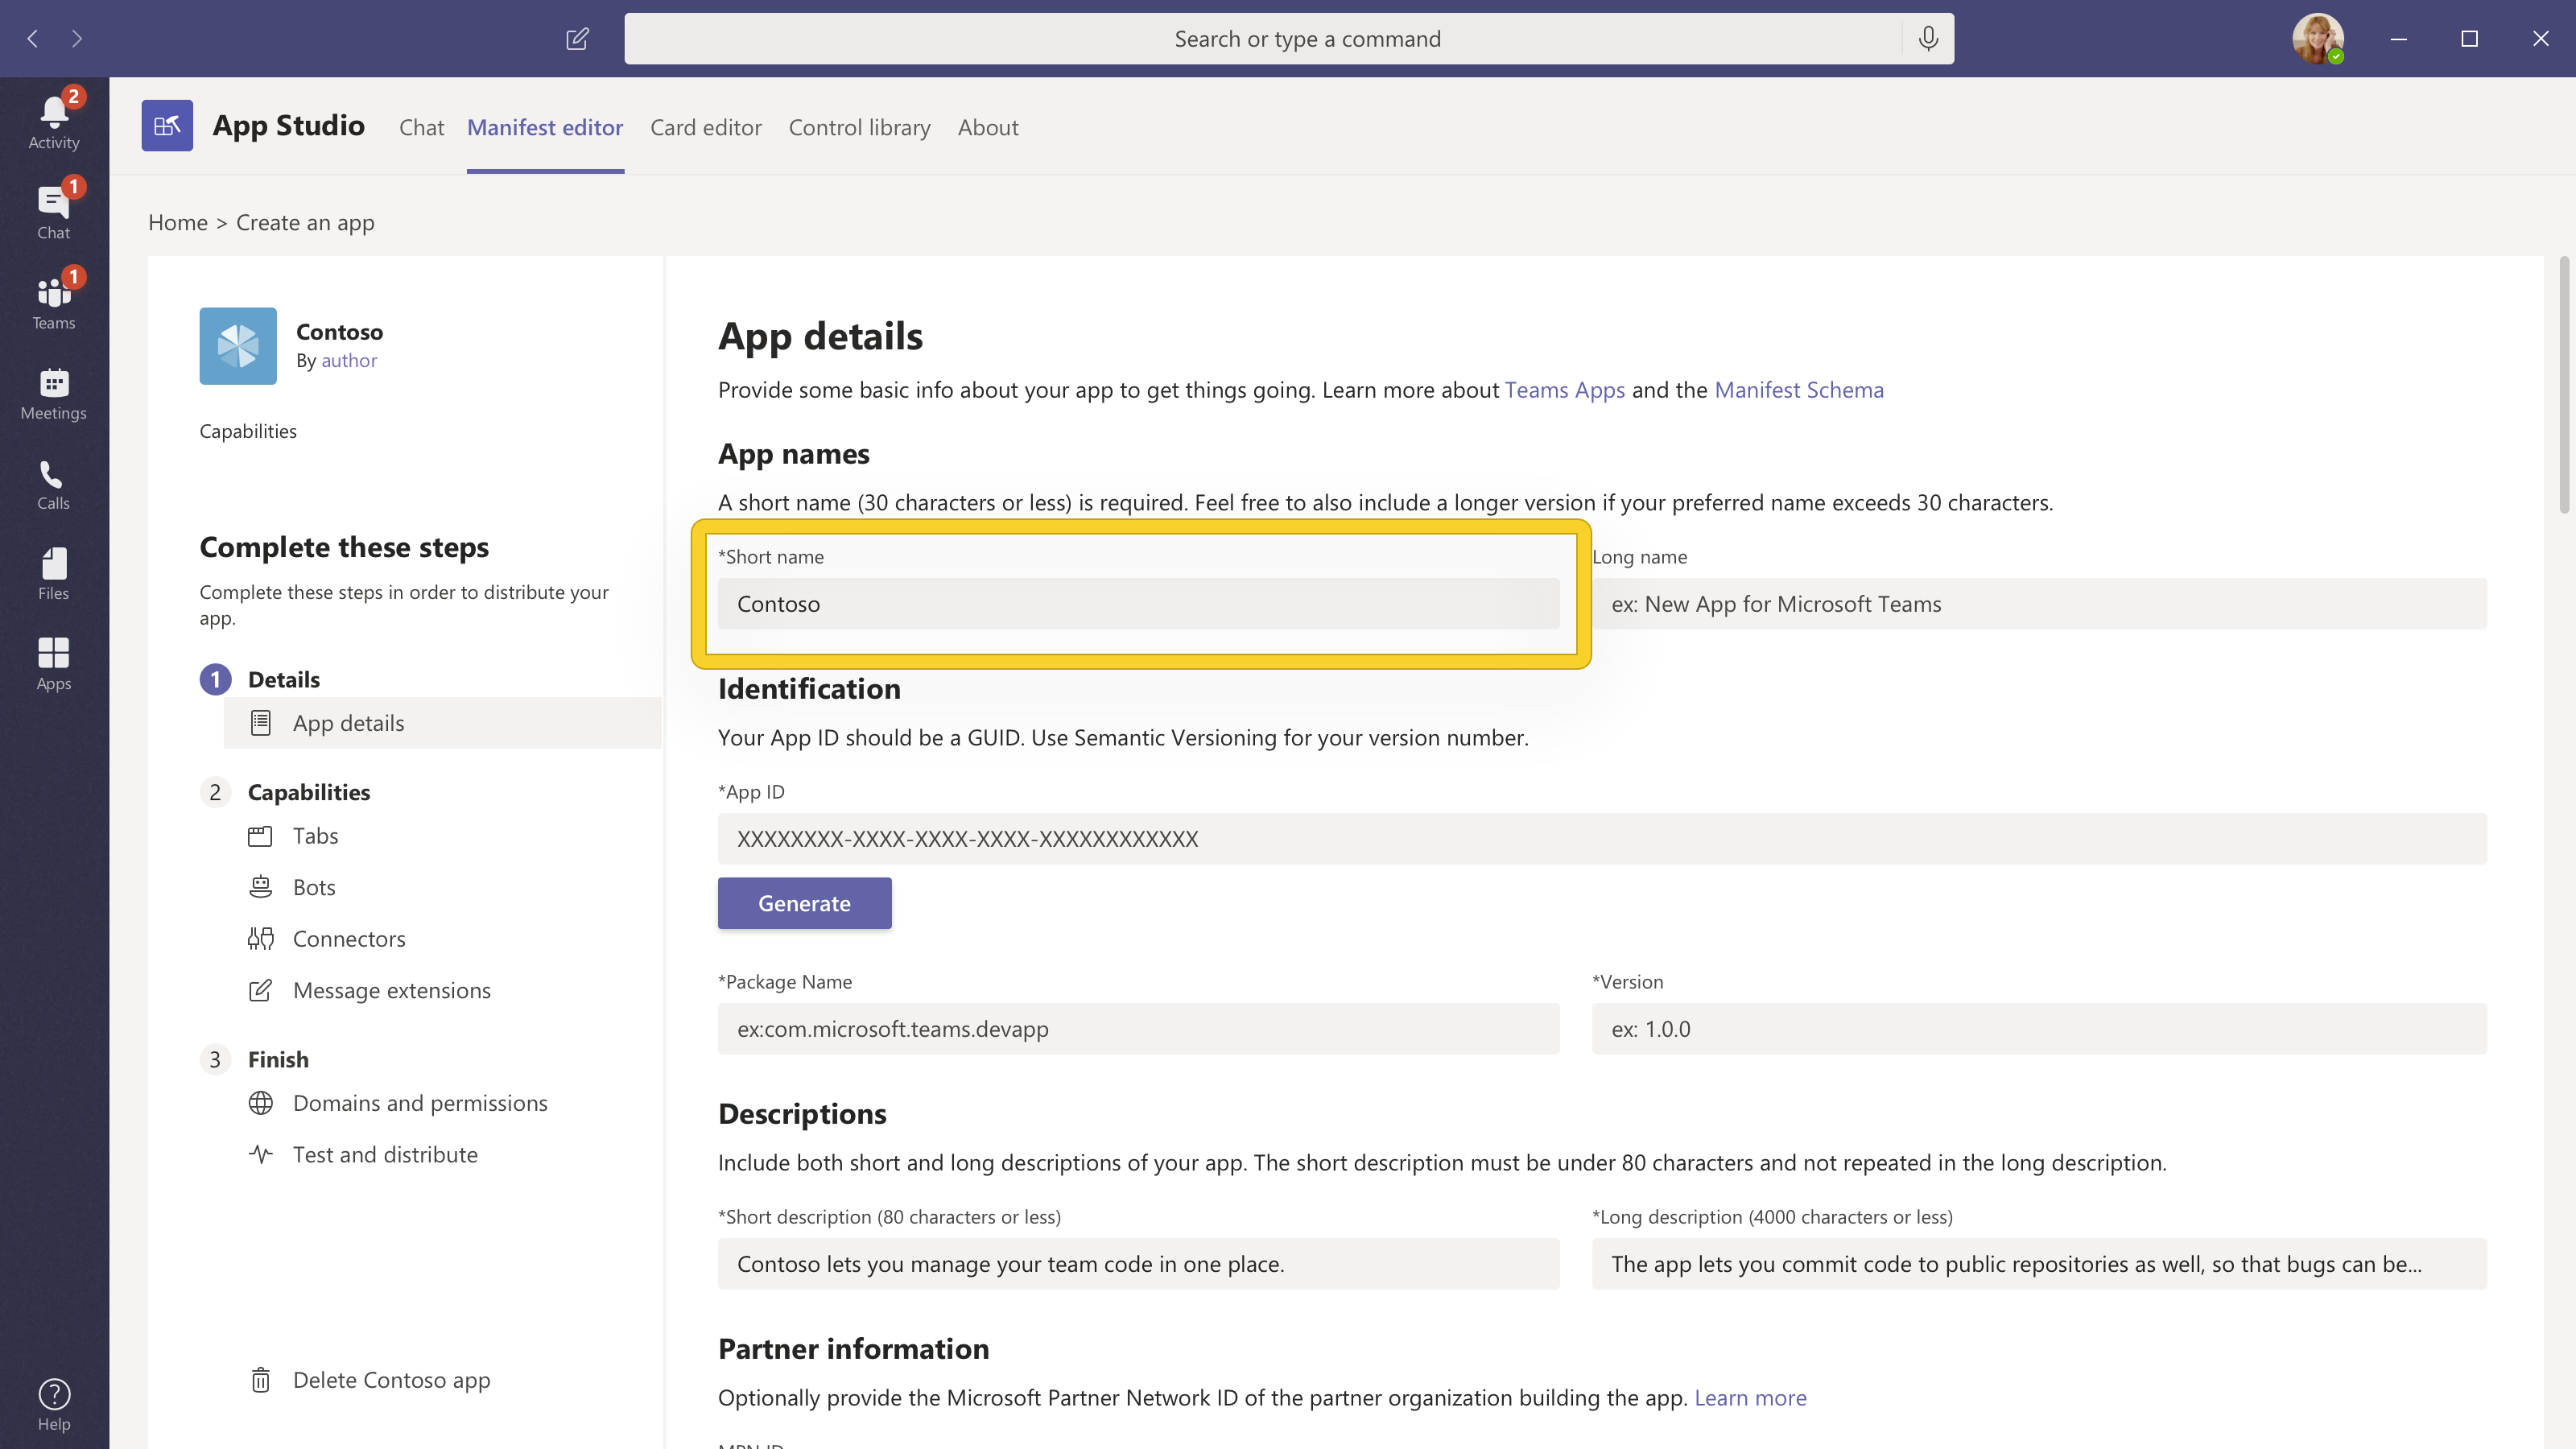 Search or type a command
2
Activity
1
Chat
1
Teams
Meetings
Calls
Files
Apps
Help
App Studio Chat Manifest editor Card editor Control library About
Home > Create an app
Contoso
By author
Capabilities
Complete these steps
Complete these steps in order to distribute your
app.
1 Details
App details
2 Capabilities
Tabs
Bots
Connectors
Message extensions
3 Finish
Domains and permissions
Test and distribute
Delete Contoso app
App details
Provide some basic info about your app to get things going. Learn more about Teams Apps and the Manifest Schema
App names
A short name (30 characters or less) is required. Feel free to also include a longer version if your preferred name exceeds 30 characters.
*Short name
Contoso
Long name
ex: New App for Microsoft Teams
Identification
Your App ID should be a GUID. Use Semantic Versioning for your version number.
*App ID
XXXXXXXX-XXXX-XXXX-XXXX-XXXXXXXXXXXX
Generate
*Package Name
ex:com.microsoft.teams.devapp
*Version
ex: 1.0.0
Descriptions
Include both short and long descriptions of your app. The short description must be under 80 characters and not repeated in the long description.
*Short description (80 characters or less)
Contoso lets you manage your team code in one place.
*Long description (4000 characters or less)
The app lets you commit code to public repositories as well, so that bugs can be...
Partner information
Optionally provide the Microsoft Partner Network ID of the partner organization building the app. Learn more